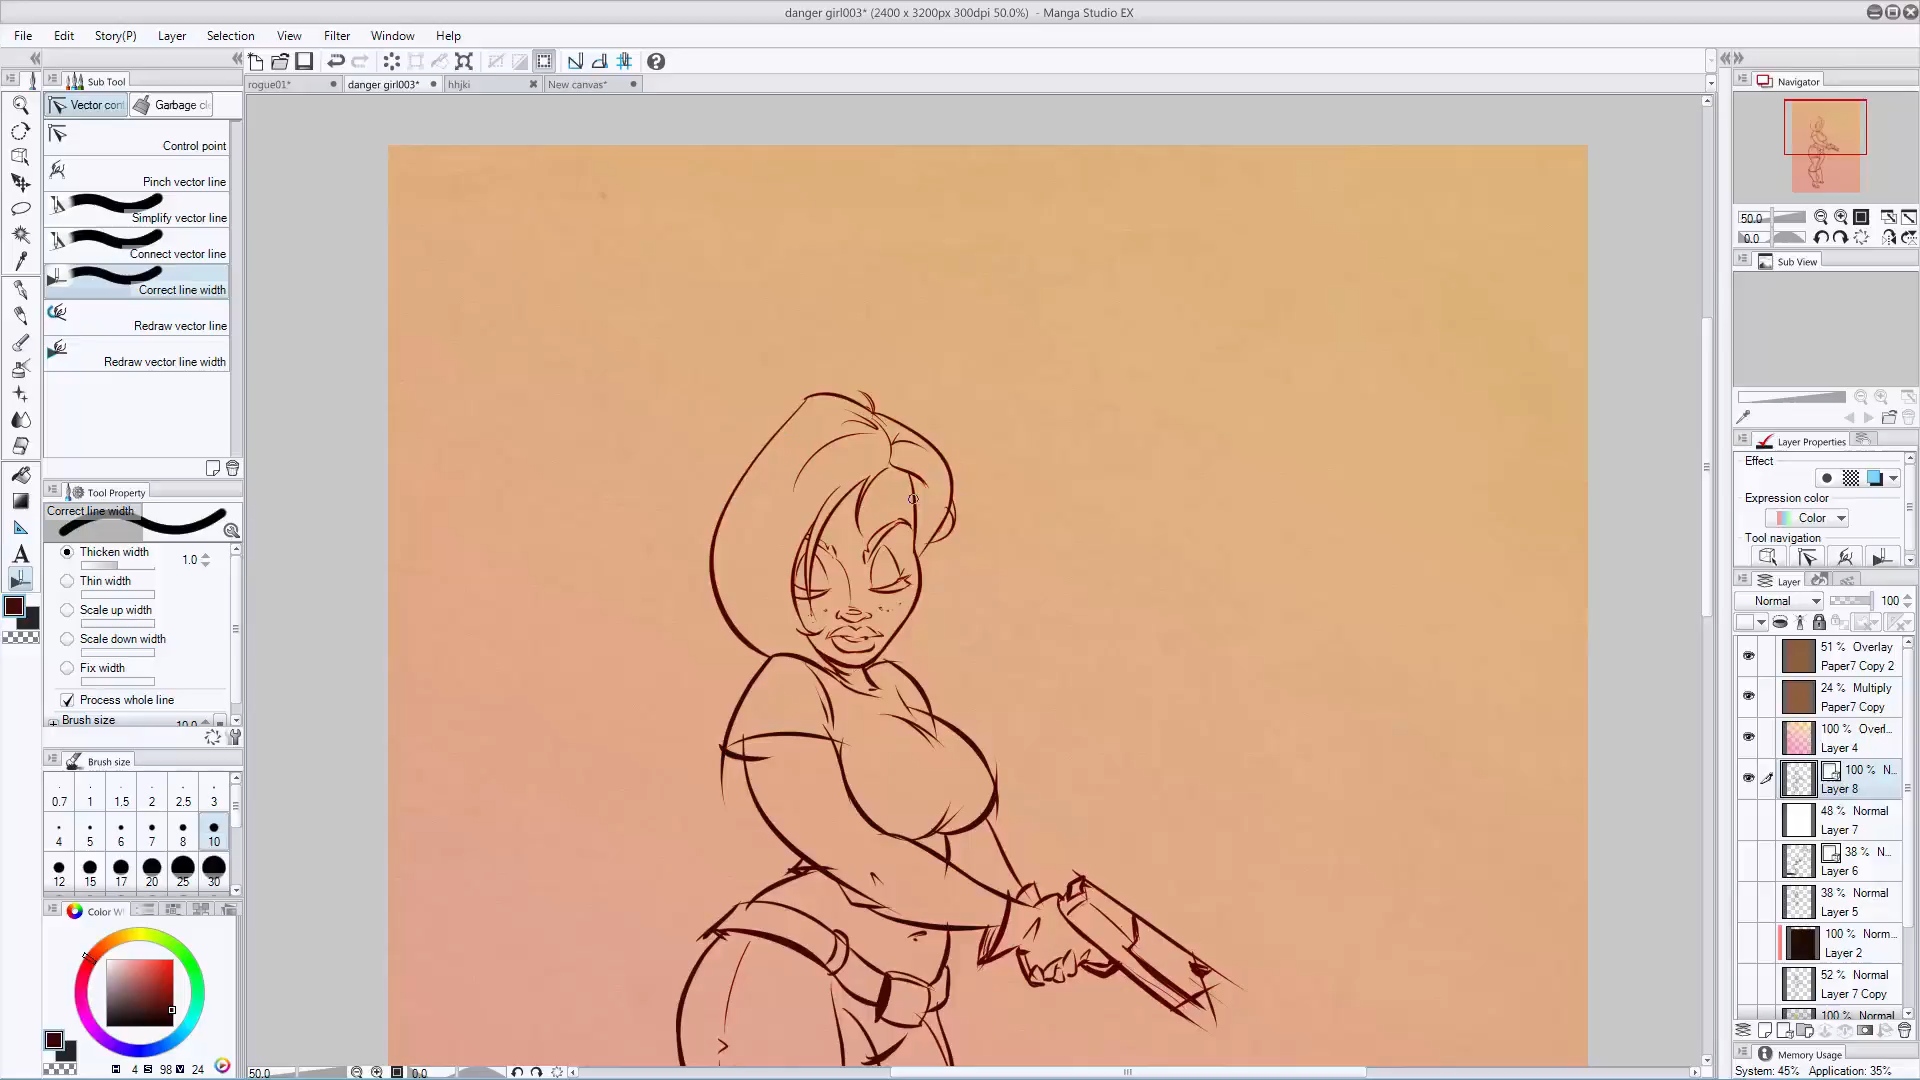 danger girl003* (2400 x 3200px 300dpi 50.0%)  - Manga Studio EX
File Edit Story(P) Layer Selection View Filter Window Help
Sub Tool
rogue01* danger girl003* hhjki New canvas*
Vector con Garbage cl
Control point
Pinch vector line
Simplify vector line
Connect vector line
Correct line width
Redraw vector line
Redraw vector line width
Tool Property
Correct line width
Thicken width 1.0
Thin width
Scale up width
Scale down width
Fix width
Process whole line
Brush size 10.0
Brush size
0.7 1 1.5 2 2.5 3
4 5 6 7 8 10
12 15 17 20 25 30
Color W
H 4 S 98 V 24
50.0 0.0
Navigator
50.0
0.0
Sub View
Layer Properties
Effect
Expression color
Color
Tool navigation
Layer
Normal 100
51 % Overlay
Paper7 Copy 2
24 % Multiply
Paper7 Copy
100 % Overl...
Layer 4
100 % N...
Layer 8
48 % Normal
Layer 7
38 % N...
Layer 6
38 % Normal
Layer 5
100 % Norm...
Layer 2
52 % Normal
Layer 7 Copy
100 % Normal
Memory Usage
System: 45% Application: 35%